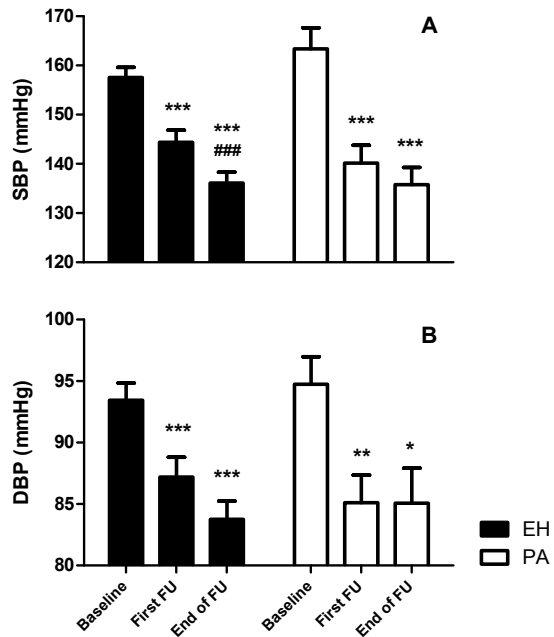 A
SBP (mmHg)
170
160
150
140
130
120
***
***
###
***
***
B
DBP (mmHg)
100
95
90
85
80
***
***
**
*
Baseline
First FU
End of FU
Baseline
First FU
End of FU
EH
PA